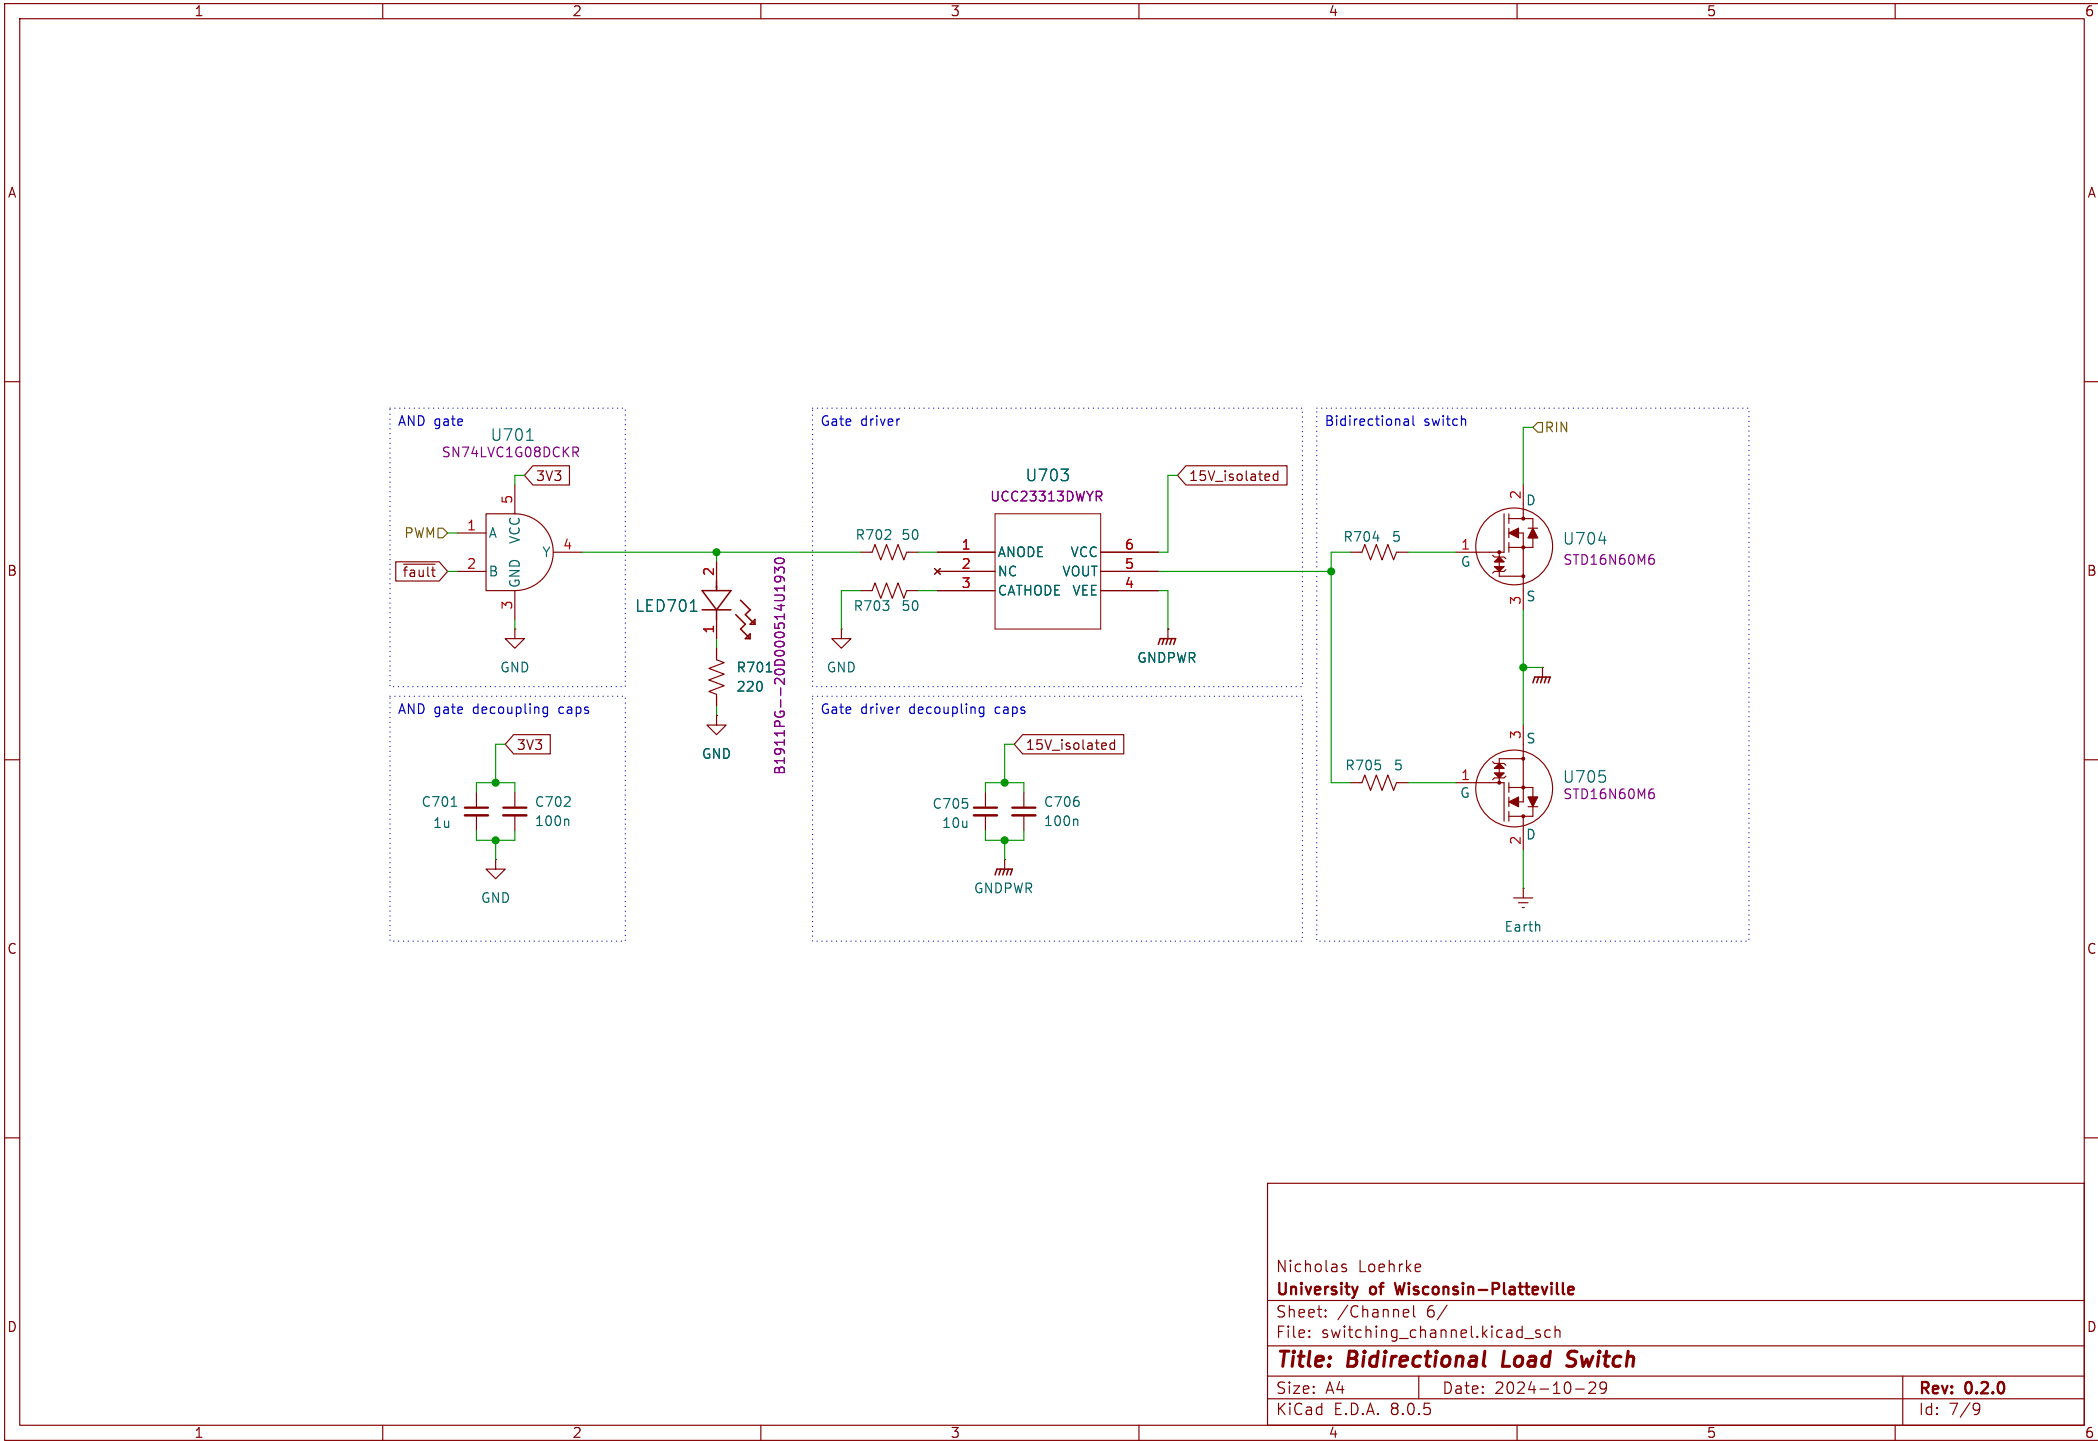 1 2 3 4 5 6
A A
B B
C C
D D
AND gate
U701
SN74LVC1G08DCKR
3V3
5
VCC
PWM 1 A
Y 4
fault 2 B
GND
3
GND
2
LED701
1
B1911PG--20D000514U1930
R701
220
GND
Gate driver
U703
UCC23313DWYR
15V_isolated
R702 50
1 ANODE VCC 6
2 NC VOUT 5
3 CATHODE VEE 4
R703 50
GND
GNDPWR
Bidirectional switch
RIN
2 D
R704 5
1
G
U704
STD16N60M6
3 S
3 S
R705 5
1
G
U705
STD16N60M6
D
2
Earth
AND gate decoupling caps
3V3
C701
1u
C702
100n
GND
Gate driver decoupling caps
15V_isolated
C705
10u
C706
100n
GNDPWR
Nicholas Loehrke
University of Wisconsin-Platteville
Sheet: /Channel 6/
File: switching_channel.kicad_sch
Title: Bidirectional Load Switch
Size: A4 Date: 2024-10-29 Rev: 0.2.0
KiCad E.D.A. 8.0.5 Id: 7/9
1 2 3 4 5 6